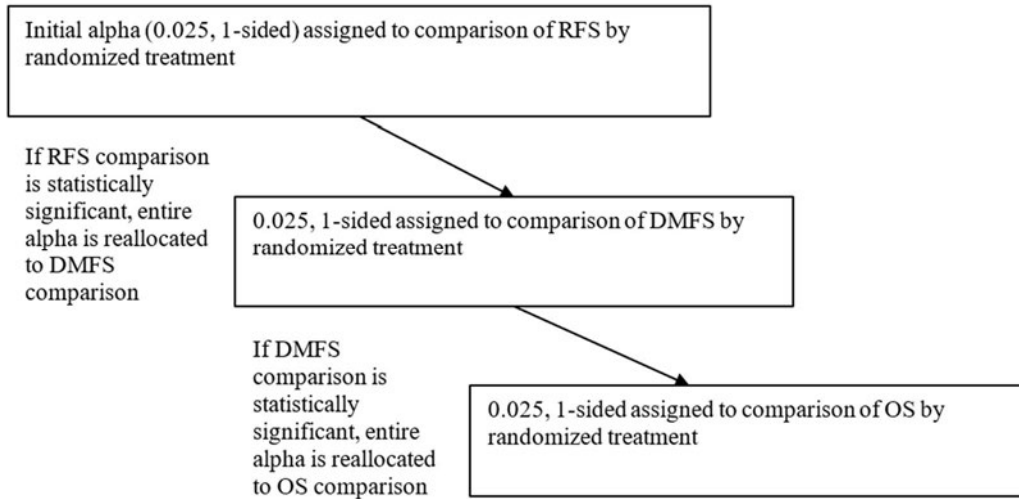 Initial alpha (0.025, 1-sided) assigned to comparison of RFS by
randomized treatment
If RFS comparison
is statistically
significant, entire
alpha is reallocated
to DMFS
comparison
0.025, 1-sided assigned to comparison of DMFS by
randomized treatment
If DMFS
comparison is
statistically
significant, entire
alpha is reallocated
to OS comparison
0.025, 1-sided assigned to comparison of OS by
randomized treatment